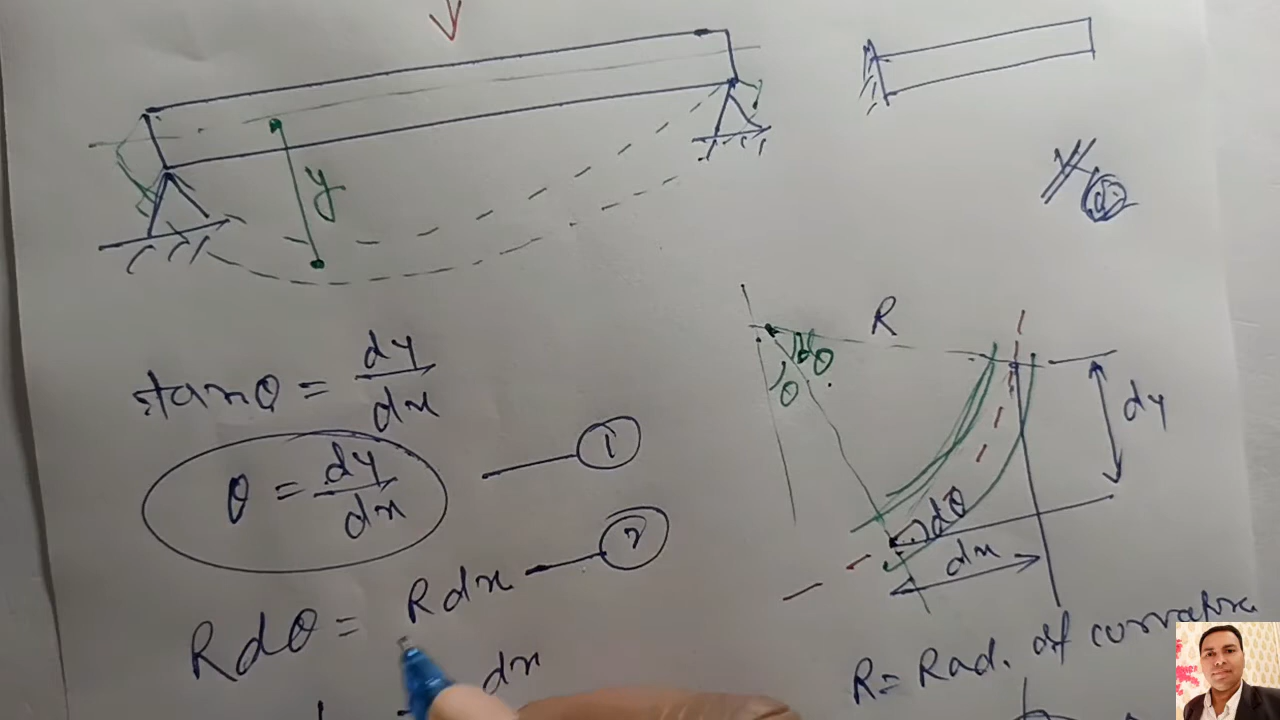 y
R
dθ
θ
tanθ = dy/dx
dy
θ = dy/dx
1
dθ
dx
2
Rdθ = Rdx
dx
R = Rad. of curvature